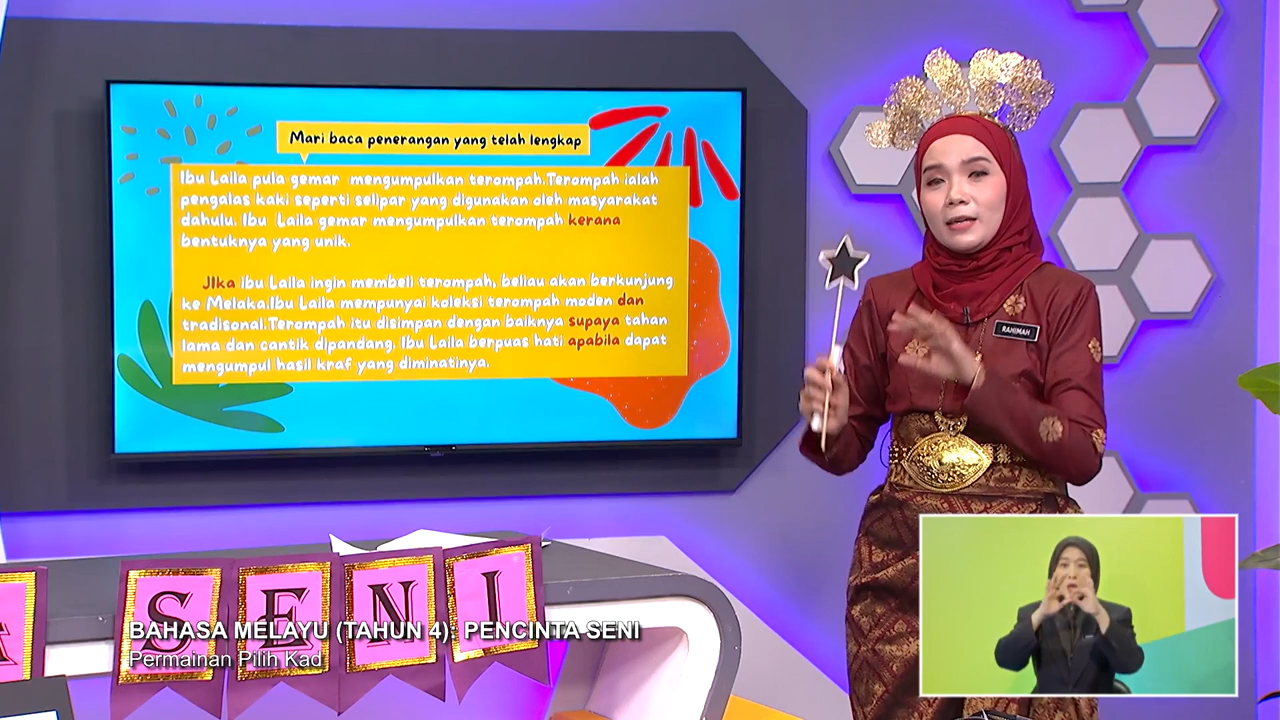 Mari baca penerangan yang telah lengkap
Ibu Laila pula gemar mengumpulkan terompah.Terompah ialah
pengalas kaki seperti selipar yang digunakan oleh masyarakat
dahulu. Ibu Laila gemar mengumpulkan terompah kerana
bentuknya yang unik.
JIka ibu Laila ingin membeli terompah, beliau akan berkunjung
ke Melaka.Ibu Laila mempunyai koleksi terompah moden dan
tradisonal.Terompah itu disimpan dengan baiknya supaya tahan
lama dan cantik dipandang. Ibu Laila berpuas hati apabila dapat
mengumpul hasil kraf yang diminatinya.
RAHIMAH
A SENI
BAHASA MELAYU (TAHUN 4): PENCINTA SENI
Permainan Pilih Kad